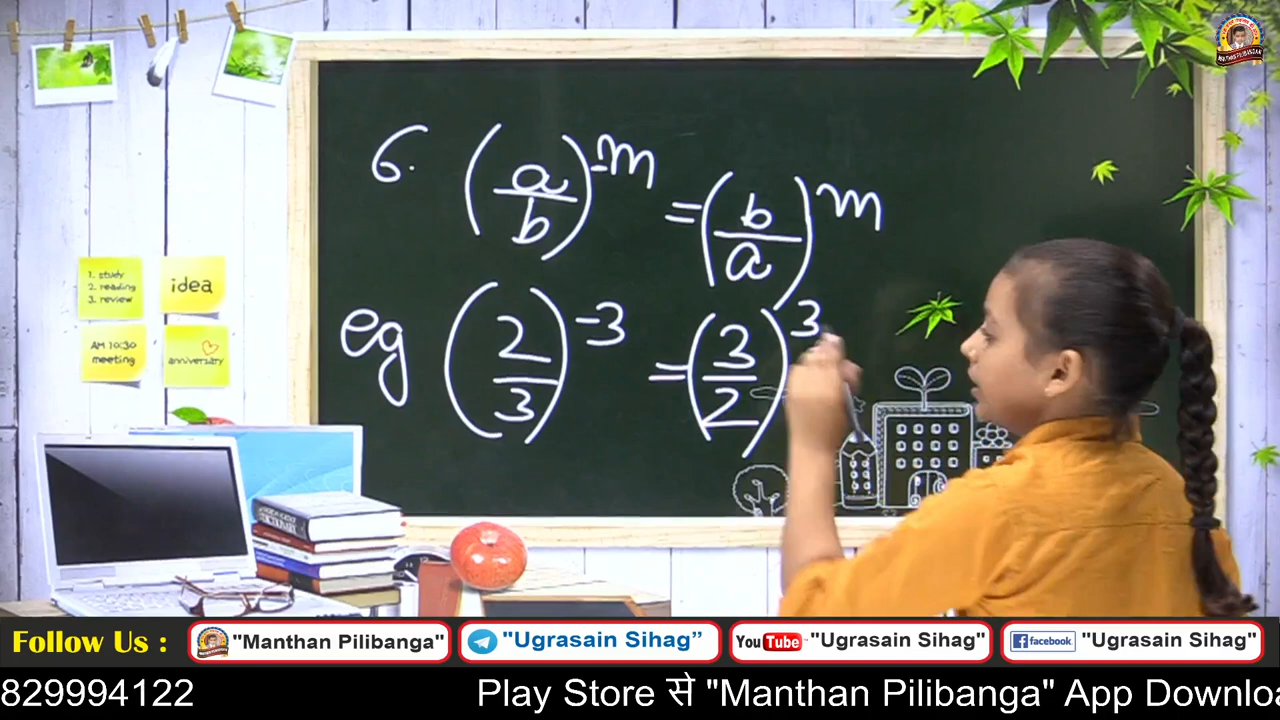 6. (a/b)^-m = (b/a)^m
eg (2/3)^-3 = (3/2)^3
1. study
2. reading
3. review
idea
AM 10:30
meeting
anniversary
Follow Us : "Manthan Pilibanga" "Ugrasain Sihag” YouTube "Ugrasain Sihag" facebook "Ugrasain Sihag"
829994122 Play Store से "Manthan Pilibanga" App Downlo